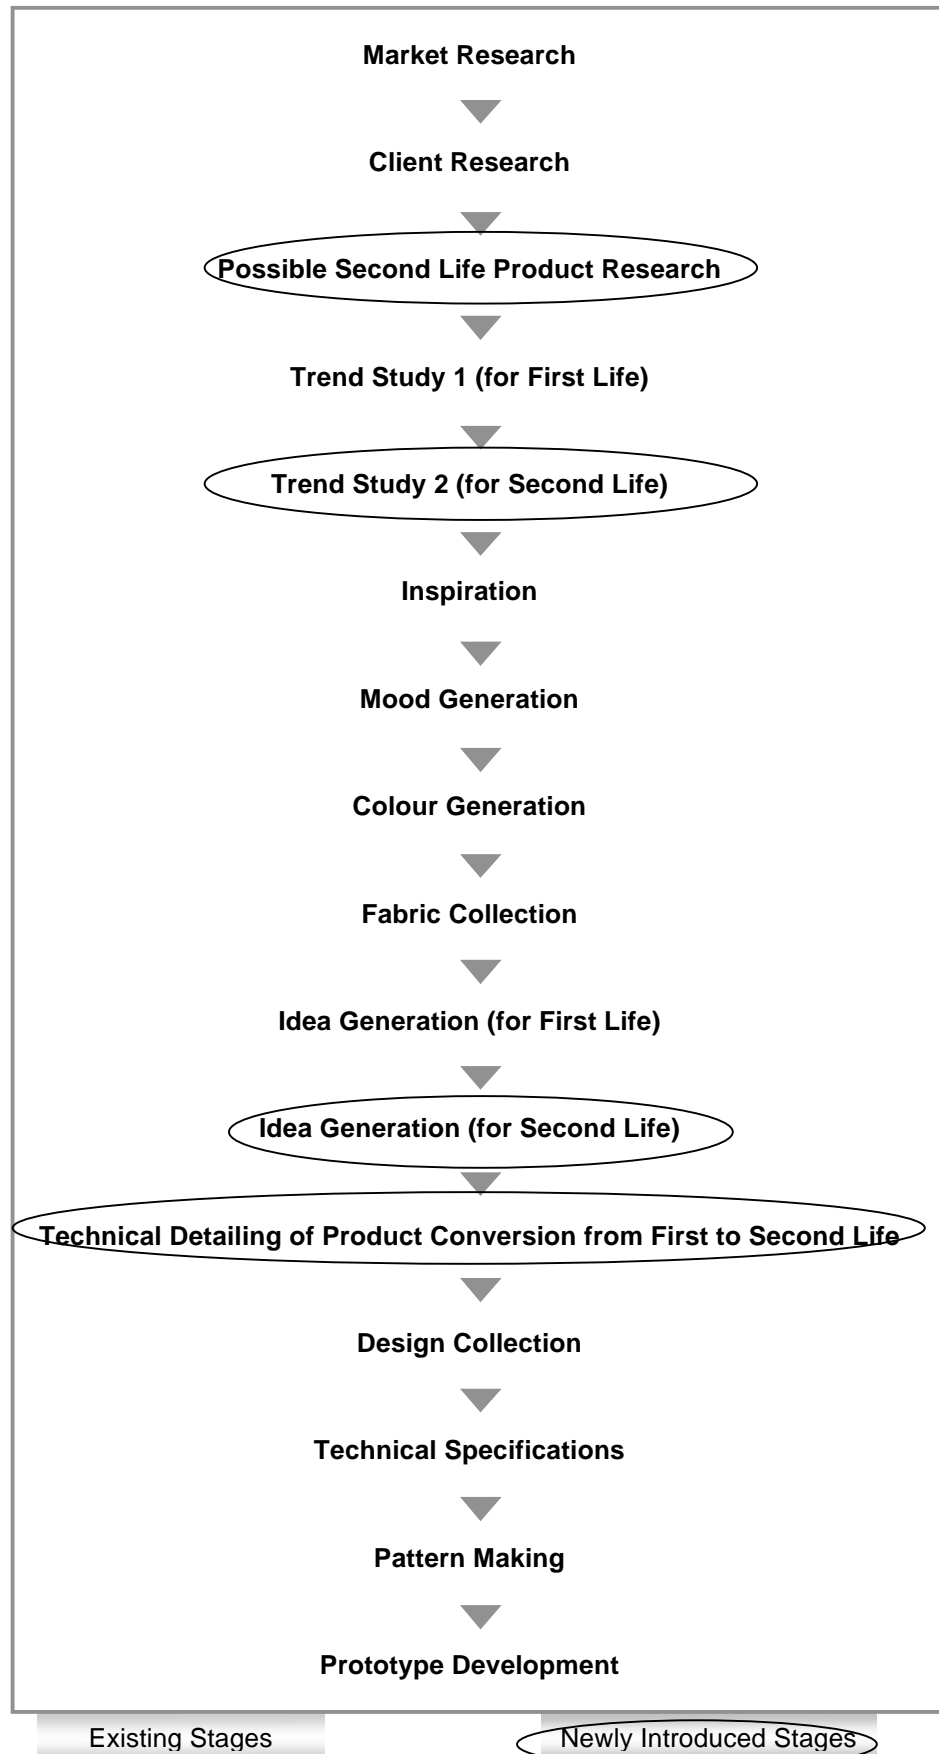 Market Research
Client Research
Possible Second Life Product Research
Trend Study 1 (for First Life)
Trend Study 2 (for Second Life)
Inspiration
Mood Generation
Colour Generation
Fabric Collection
Idea Generation (for First Life)
Idea Generation (for Second Life)
Technical Detailing of Product Conversion from First to Second Life
Design Collection
Technical Specifications
Pattern Making
Prototype Development
Existing Stages
Newly Introduced Stages